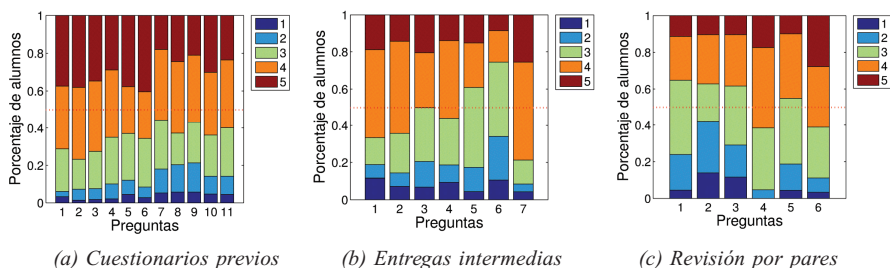 Porcentaje de alumnos
1
0.8
0.6
0.4
0.2
0
1 2 3 4 5 6 7 8 9 10 11
Preguntas
1
2
3
4
5
(a) Cuestionarios previos
Porcentaje de alumnos
1
0.8
0.6
0.4
0.2
0
1 2 3 4 5 6 7
Preguntas
1
2
3
4
5
(b) Entregas intermedias
Porcentaje de alumnos
1
0.8
0.6
0.4
0.2
0
1 2 3 4 5 6
Preguntas
1
2
3
4
5
(c) Revisión por pares